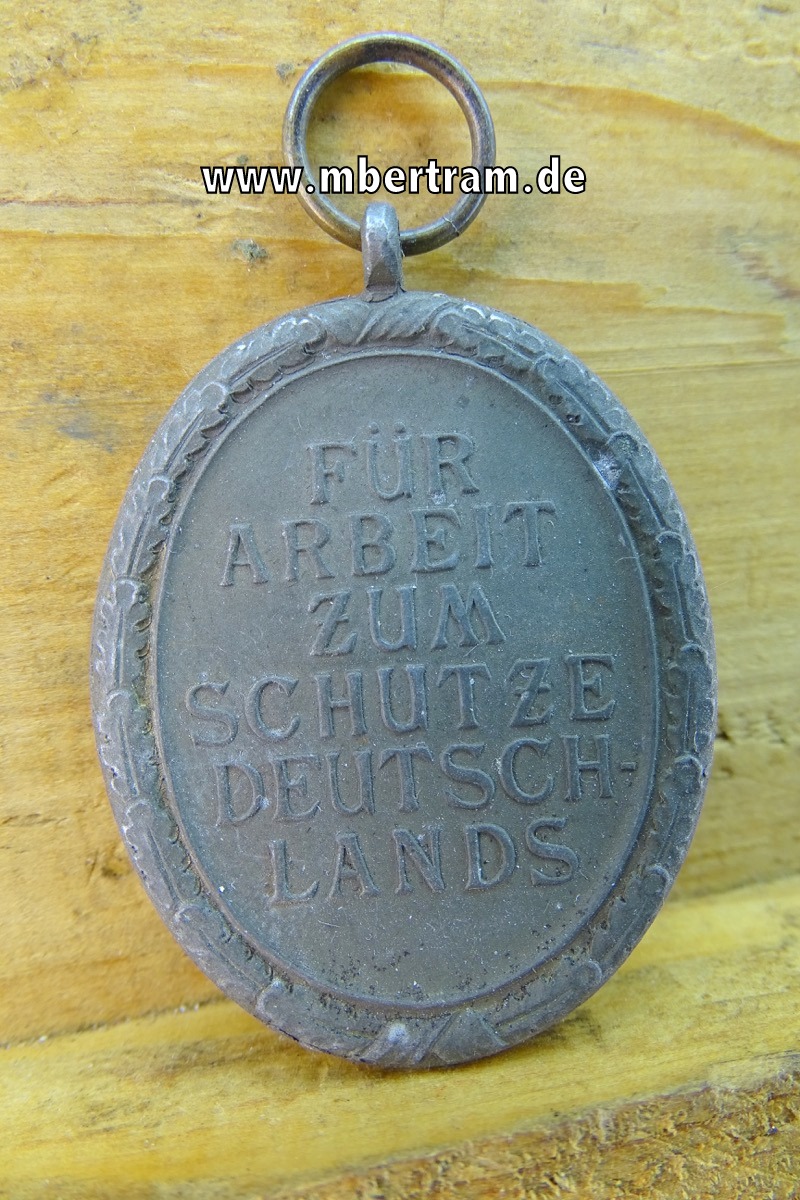 www.mbertram.de
FÜR
ARBEIT
ZUM
SCHUTZE
DEUTSCH-
LANDS